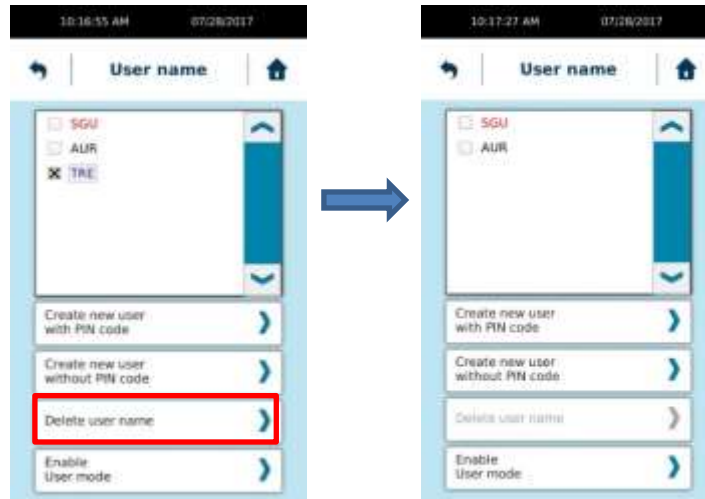 10:16:55 AM 07/28/2017
User name
SGU
AUR
TRE
Create new user
with PIN code
Create new user
without PIN code
Delete user name
Enable
User mode
10:17:27 AM 07/28/2017
User name
SGU
AUR
Create new user
with PIN code
Create new user
without PIN code
Delete user name
Enable
User mode